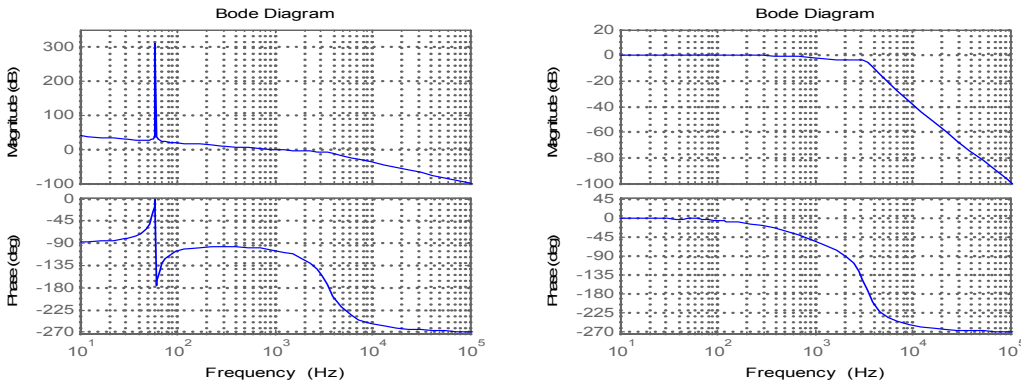 Bode Diagram
Magnitude (dB)
300
200
100
0
-100
Phase (deg)
0
-45
-90
-135
-180
-225
-270
10^1 10^2 10^3 10^4 10^5
Frequency (Hz)
Bode Diagram
Magnitude (dB)
20
0
-20
-40
-60
-80
-100
Phase (deg)
45
0
-45
-90
-135
-180
-225
-270
10^1 10^2 10^3 10^4 10^5
Frequency (Hz)